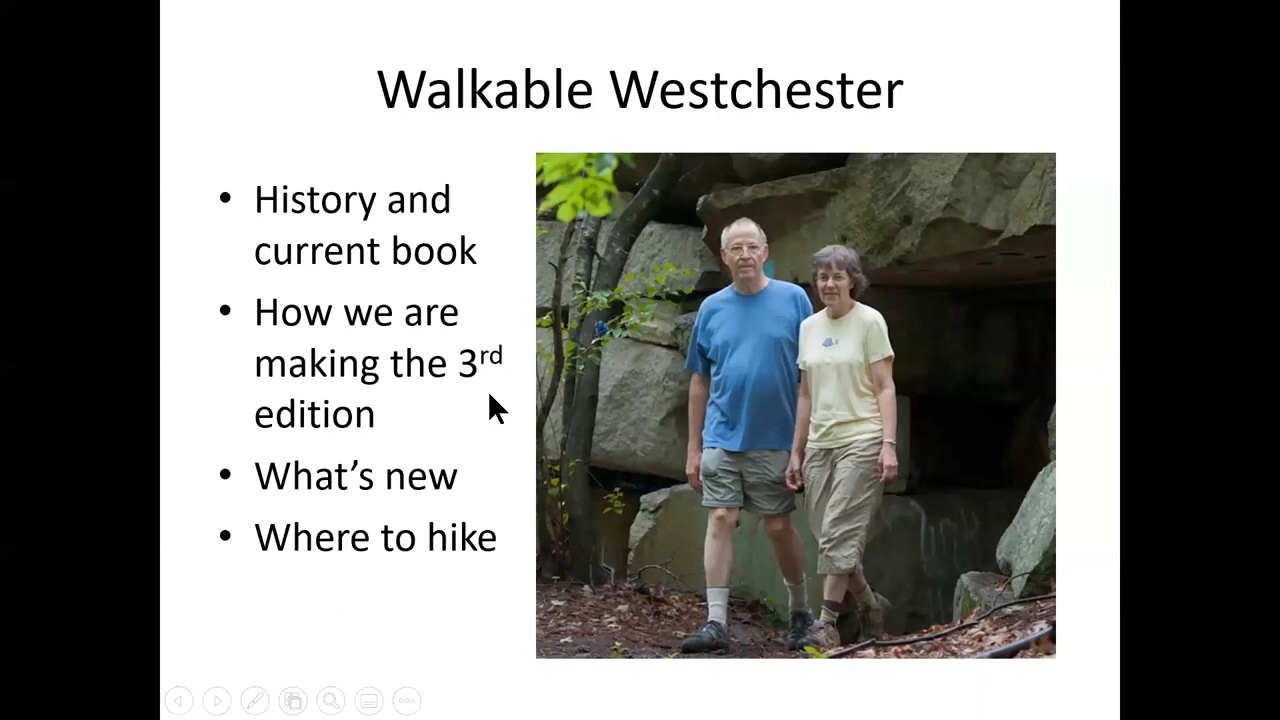 Walkable Westchester
• History and
current book
• How we are
making the 3rd
edition
• What’s new
• Where to hike